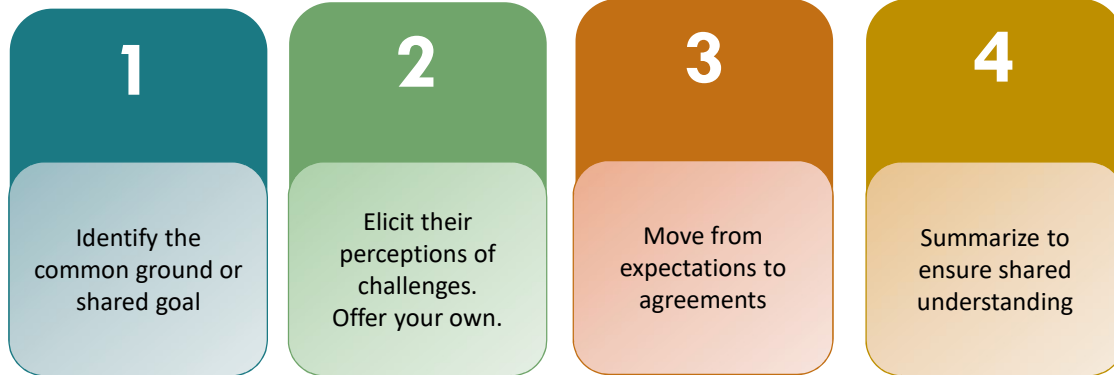 1
Identify the
common ground or
shared goal
2
Elicit their
perceptions of
challenges.
Offer your own.
3
Move from
expectations to
agreements
4
Summarize to
ensure shared
understanding